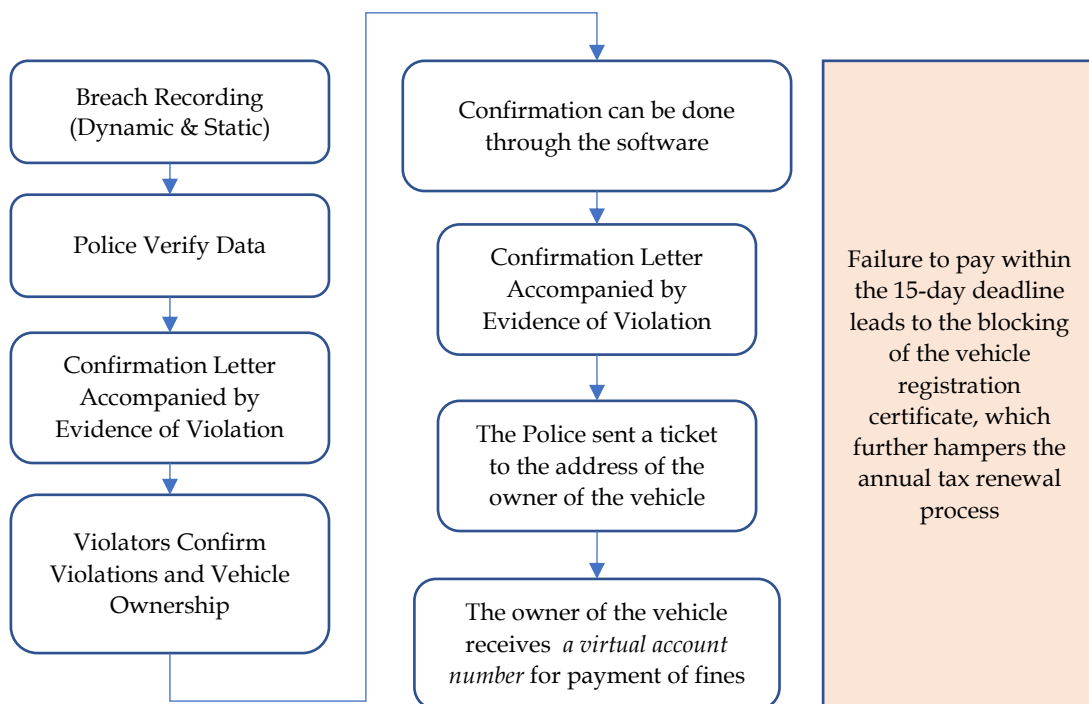 Breach Recording
(Dynamic & Static)
Police Verify Data
Confirmation Letter
Accompanied by
Evidence of Violation
Violators Confirm
Violations and Vehicle
Ownership
Confirmation can be done
through the software
Confirmation Letter
Accompanied by
Evidence of Violation
The Police sent a ticket
to the address of the
owner of the vehicle
The owner of the vehicle
receives a virtual account
number for payment of fines
Failure to pay within
the 15-day deadline
leads to the blocking
of the vehicle
registration
certificate, which
further hampers the
annual tax renewal
process